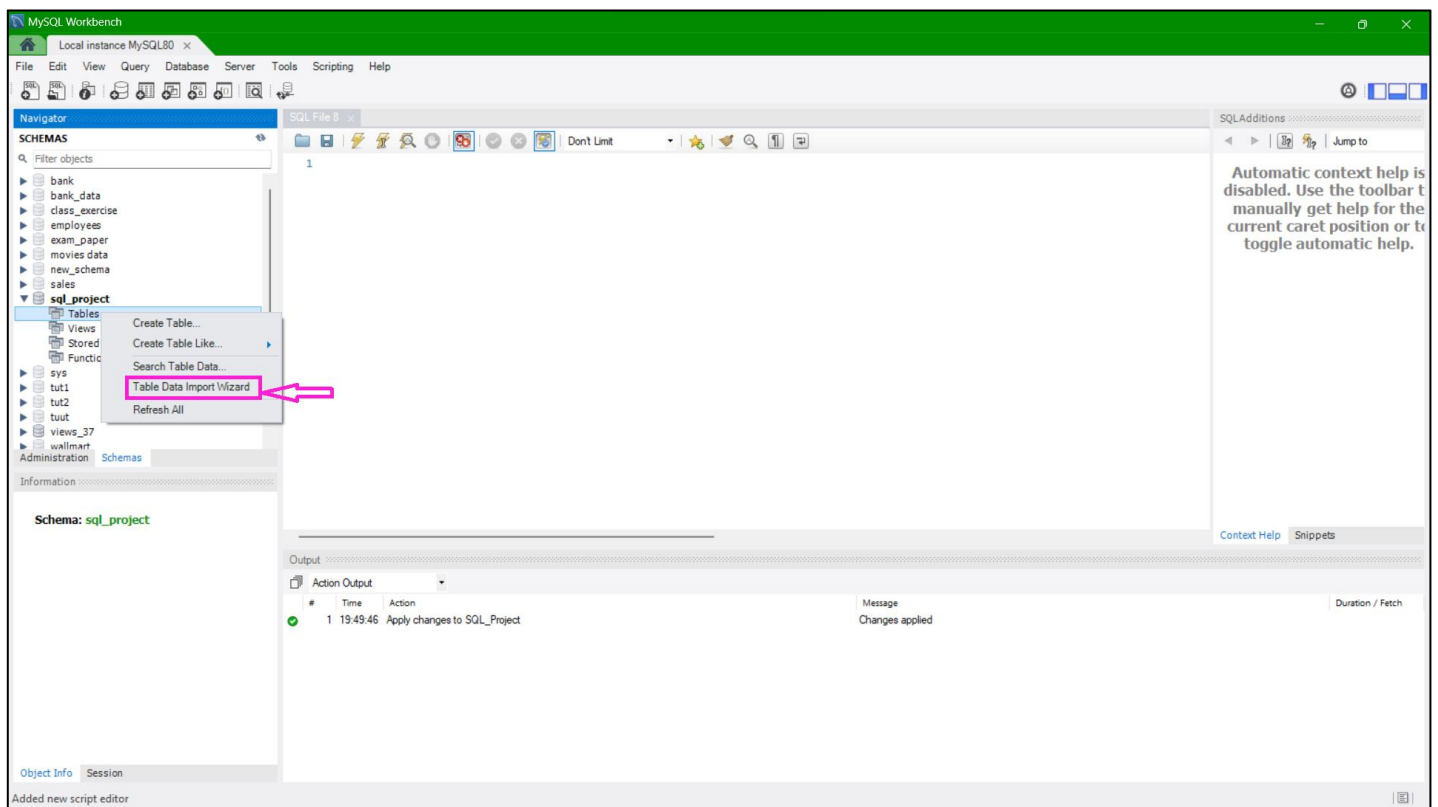 MySQL Workbench
Local instance MySQL80
File Edit View Query Database Server Tools Scripting Help
Navigator
SCHEMAS
Filter objects
bank
bank_data
class_exercise
employees
exam_paper
movies data
new_schema
sales
sql_project
Tables
Views
Stored
Functio
sys
tut1
tut2
tuut
views_37
wallmart
Create Table...
Create Table Like...
Search Table Data...
Table Data Import Wizard
Refresh All
Administration Schemas
Information
Schema: sql_project
Object Info Session
SQL File 8
Don't Limit
1
SQLAdditions
Jump to
Automatic context help is
disabled. Use the toolbar t
manually get help for the
current caret position or to
toggle automatic help.
Context Help Snippets
Output
Action Output
# Time Action Message Duration / Fetch
1 19:49:46 Apply changes to SQL_Project Changes applied
Added new script editor